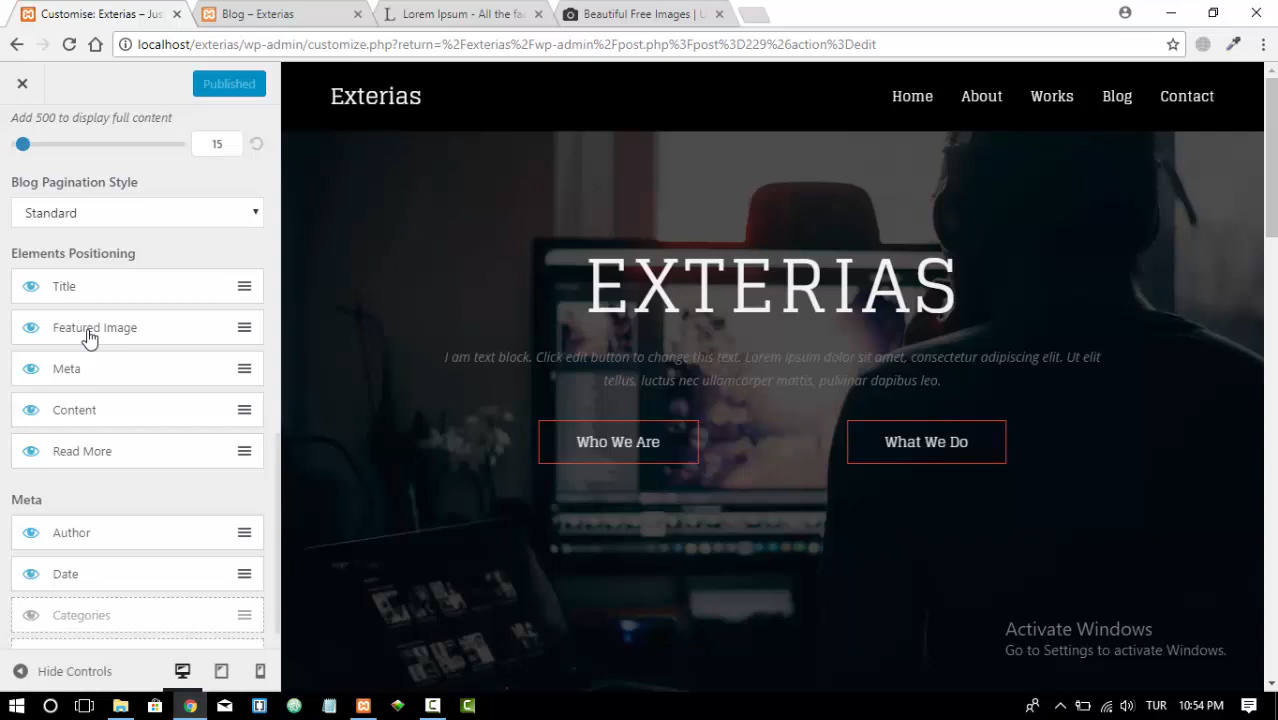 Customise: Exterias – Jus
Blog – Exterias
Lorem Ipsum - All the fac
Beautiful Free Images | U
localhost/exterias/wp-admin/customize.php?return=%2Fexterias%2Fwp-admin%2Fpost.php%3Fpost%3D229%26action%3Dedit
Published
Add 500 to display full content
15
Blog Pagination Style
Standard
Elements Positioning
Title
Featured Image
Meta
Content
Read More
Meta
Author
Date
Categories
Hide Controls
Exterias
Home About Works Blog Contact
EXTERIAS
I am text block. Click edit button to change this text. Lorem ipsum dolor sit amet, consectetur adipiscing elit. Ut elit
tellus, luctus nec ullamcorper mattis, pulvinar dapibus leo.
Who We Are
What We Do
Activate Windows
Go to Settings to activate Windows.
TUR
10:54 PM